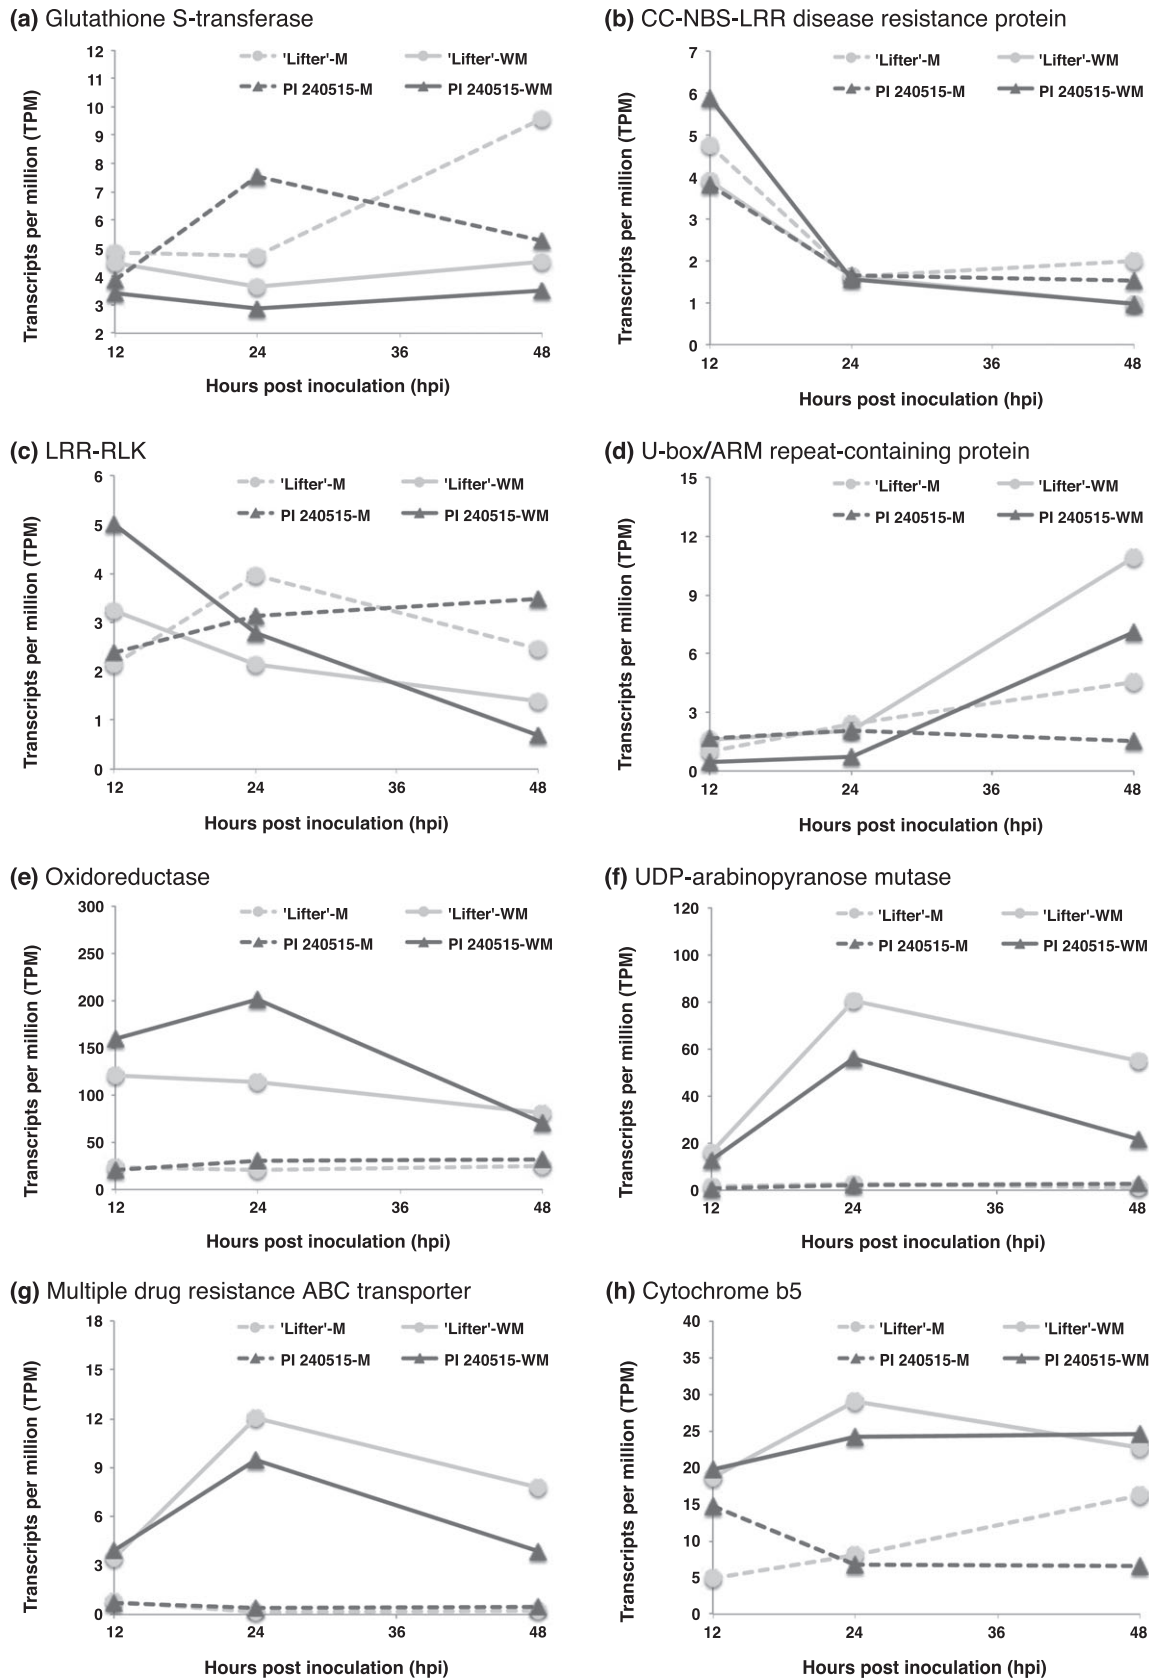 (a) Glutathione S-transferase
Transcripts per million (TPM)
12
11
10
9
8
7
6
5
4
3
2
'Lifter'-M 'Lifter'-WM
PI 240515-M PI 240515-WM
12 24 36 48
Hours post inoculation (hpi)
(b) CC-NBS-LRR disease resistance protein
Transcripts per million (TPM)
7
6
5
4
3
2
1
0
'Lifter'-M 'Lifter'-WM
PI 240515-M PI 240515-WM
12 24 36 48
Hours post inoculation (hpi)
(c) LRR-RLK
Transcripts per million (TPM)
6
5
4
3
2
1
0
'Lifter'-M 'Lifter'-WM
PI 240515-M PI 240515-WM
12 24 36 48
Hours post inoculation (hpi)
(d) U-box/ARM repeat-containing protein
Transcripts per million (TPM)
15
12
9
6
3
0
'Lifter'-M 'Lifter'-WM
PI 240515-M PI 240515-WM
12 24 36 48
Hours post inoculation (hpi)
(e) Oxidoreductase
Transcripts per million (TPM)
300
250
200
150
100
50
0
'Lifter'-M 'Lifter'-WM
PI 240515-M PI 240515-WM
12 24 36 48
Hours post inoculation (hpi)
(f) UDP-arabinopyranose mutase
Transcripts per million (TPM)
120
100
80
60
40
20
0
'Lifter'-M 'Lifter'-WM
PI 240515-M PI 240515-WM
12 24 36 48
Hours post inoculation (hpi)
(g) Multiple drug resistance ABC transporter
Transcripts per million (TPM)
18
15
12
9
6
3
0
'Lifter'-M 'Lifter'-WM
PI 240515-M PI 240515-WM
12 24 36 48
Hours post inoculation (hpi)
(h) Cytochrome b5
Transcripts per million (TPM)
40
35
30
25
20
15
10
5
0
'Lifter'-M 'Lifter'-WM
PI 240515-M PI 240515-WM
12 24 36 48
Hours post inoculation (hpi)